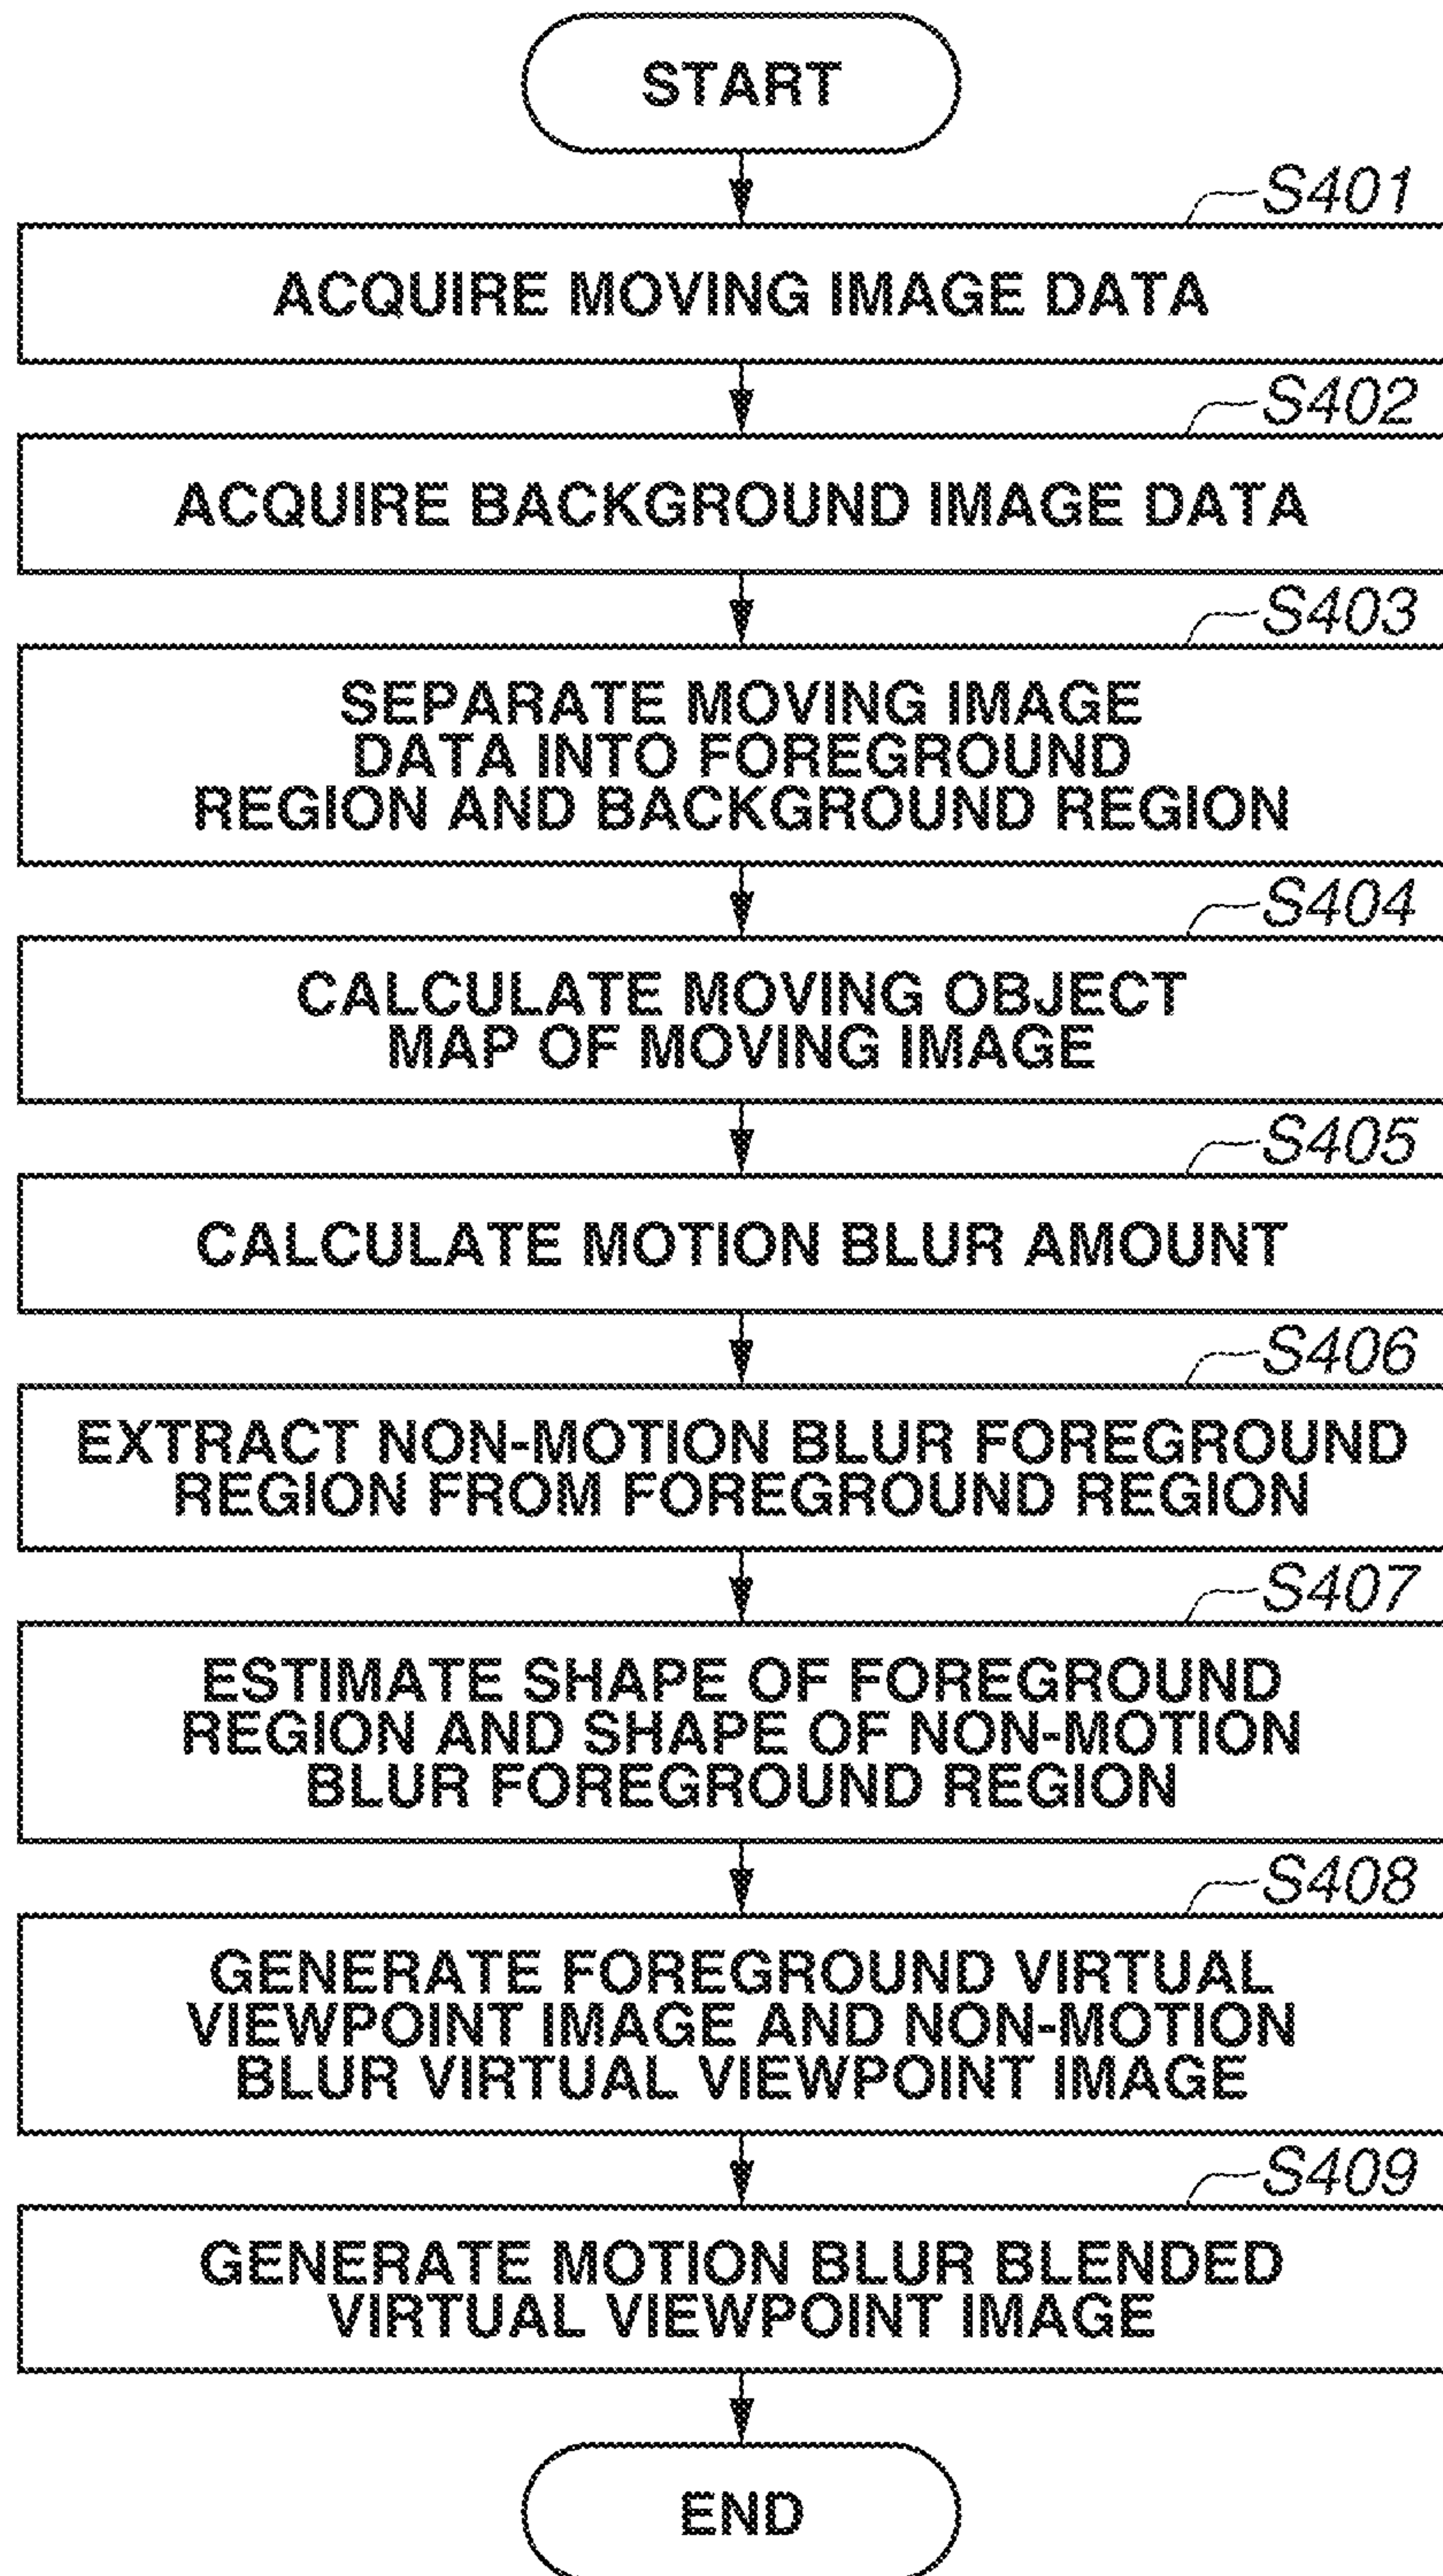 START
S401
ACQUIRE MOVING IMAGE DATA
S402
ACQUIRE BACKGROUND IMAGE DATA
S403
SEPARATE MOVING IMAGE
DATA INTO FOREGROUND
REGION AND BACKGROUND REGION
S404
CALCULATE MOVING OBJECT
MAP OF MOVING IMAGE
S405
CALCULATE MOTION BLUR AMOUNT
S406
EXTRACT NON-MOTION BLUR FOREGROUND
REGION FROM FOREGROUND REGION
S407
ESTIMATE SHAPE OF FOREGROUND
REGION AND SHAPE OF NON-MOTION
BLUR FOREGROUND REGION
S408
GENERATE FOREGROUND VIRTUAL
VIEWPOINT IMAGE AND NON-MOTION
BLUR VIRTUAL VIEWPOINT IMAGE
S409
GENERATE MOTION BLUR BLENDED
VIRTUAL VIEWPOINT IMAGE
END